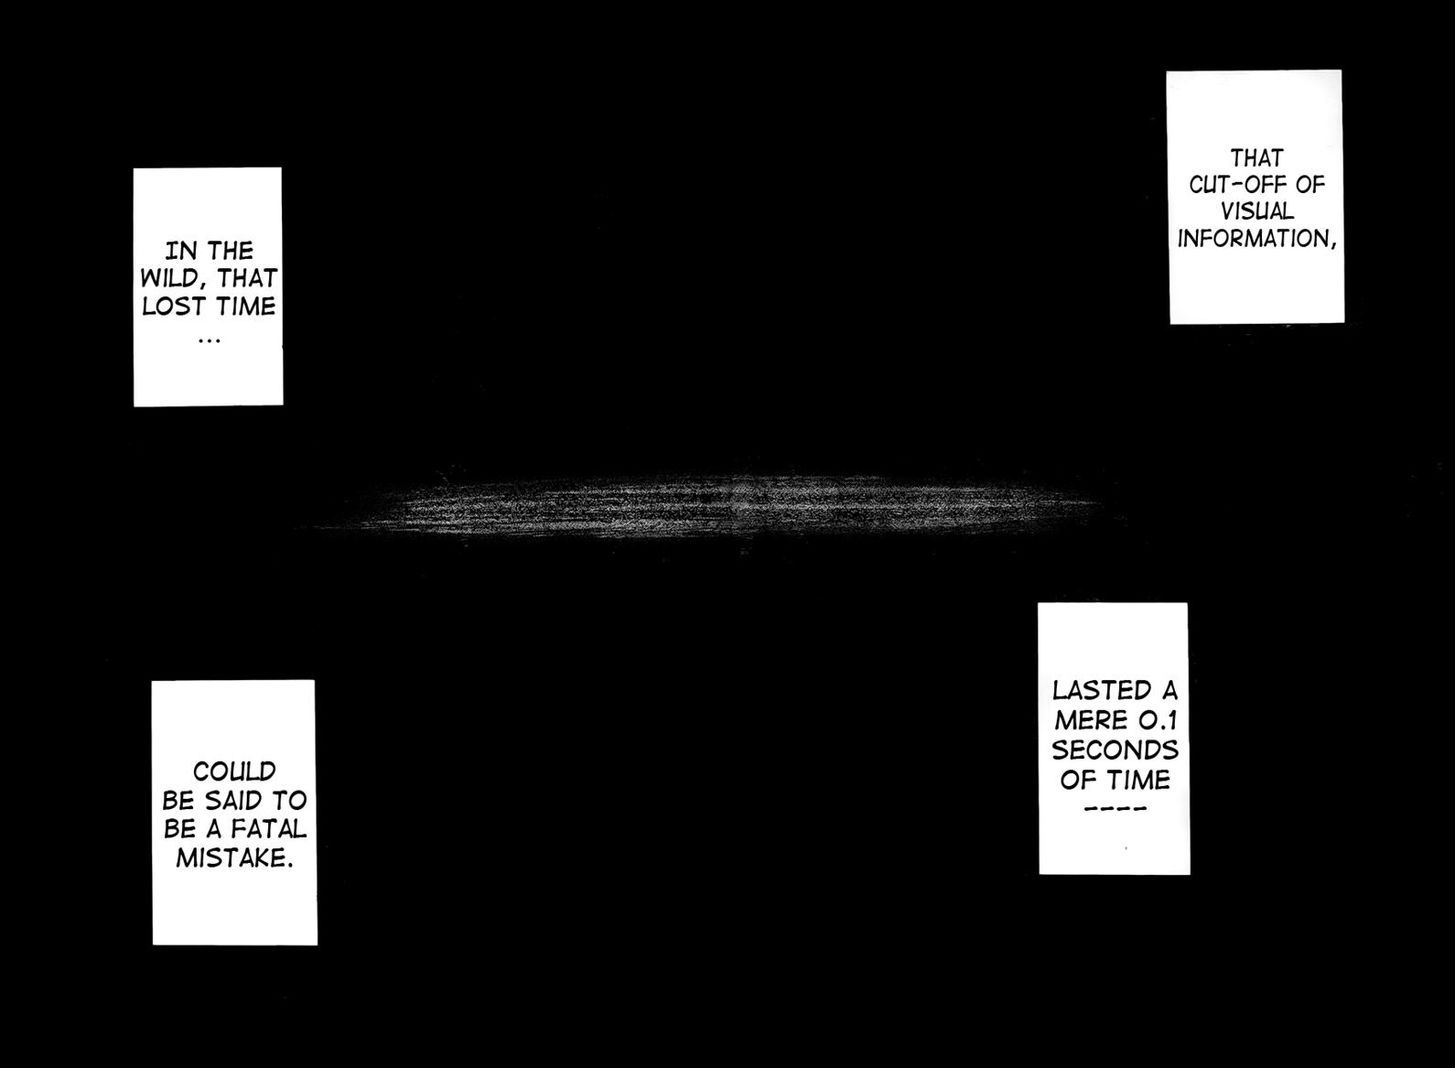 THAT
CUT-OFF OF
VISUAL
INFORMATION,
LASTED A
MERE 0.1
SECONDS
OF TIME
----
IN THE
WILD, THAT
LOST TIME
...
COULD
BE SAID TO
BE A FATAL
MISTAKE.